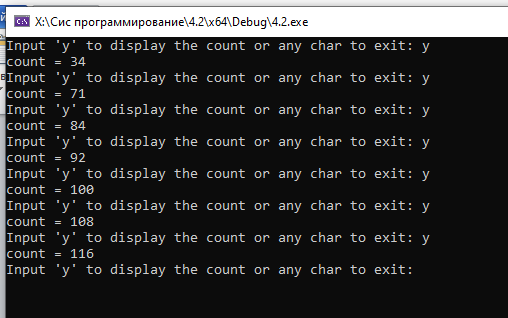 X:\Сис программирование\4.2\x64\Debug\4.2.exe
Input 'y' to display the count or any char to exit: y
count = 34
Input 'y' to display the count or any char to exit: y
count = 71
Input 'y' to display the count or any char to exit: y
count = 84
Input 'y' to display the count or any char to exit: y
count = 92
Input 'y' to display the count or any char to exit: y
count = 100
Input 'y' to display the count or any char to exit: y
count = 108
Input 'y' to display the count or any char to exit: y
count = 116
Input 'y' to display the count or any char to exit: